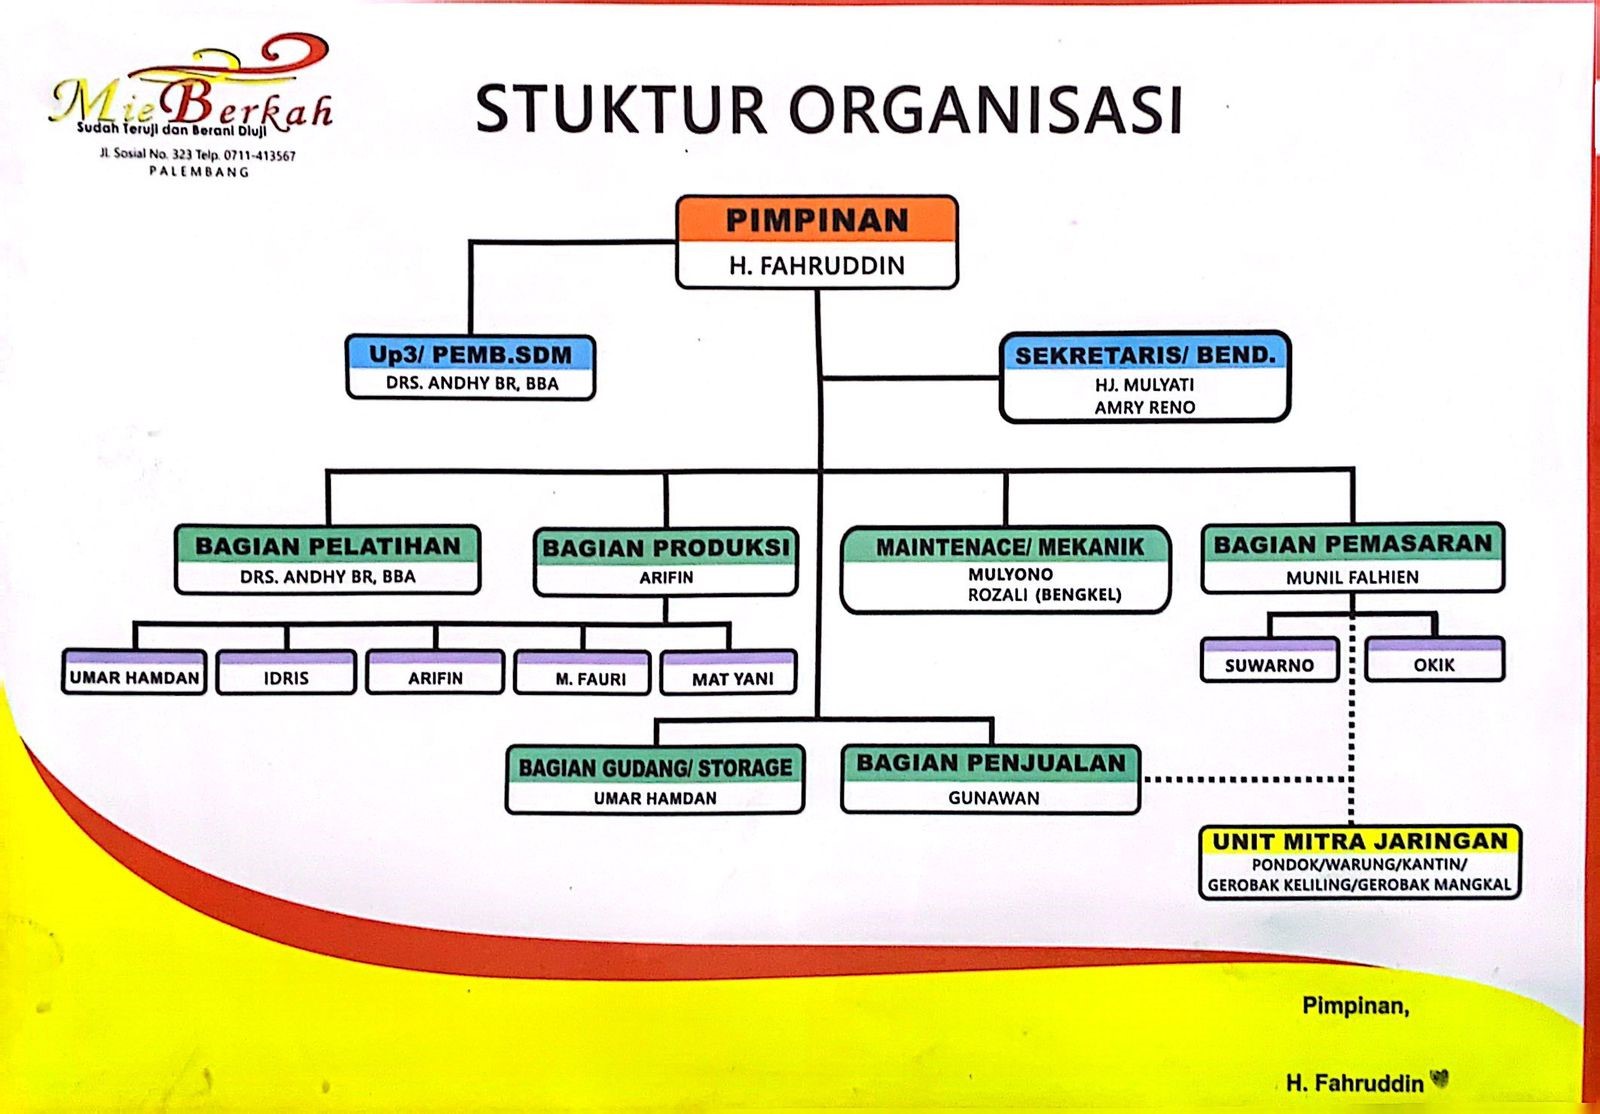 Mie Berkah
Sudah Teruji dan Berani Diuji
Jl. Sosial No. 323 Telp. 0711-413567
PALEMBANG
STUKTUR ORGANISASI
PIMPINAN
H. FAHRUDDIN
Up3/ PEMB.SDM
DRS. ANDHY BR, BBA
SEKRETARIS/ BEND.
HJ. MULYATI
AMRY RENO
BAGIAN PELATIHAN
DRS. ANDHY BR, BBA
BAGIAN PRODUKSI
ARIFIN
MAINTENACE/ MEKANIK
MULYONO
ROZALI (BENGKEL)
BAGIAN PEMASARAN
MUNIL FALHIEN
UMAR HAMDAN
IDRIS
ARIFIN
M. FAURI
MAT YANI
SUWARNO
OKIK
BAGIAN GUDANG/ STORAGE
UMAR HAMDAN
BAGIAN PENJUALAN
GUNAWAN
UNIT MITRA JARINGAN
PONDOK/WARUNG/KANTIN/
GEROBAK KELILING/GEROBAK MANGKAL
Pimpinan,
H. Fahruddin